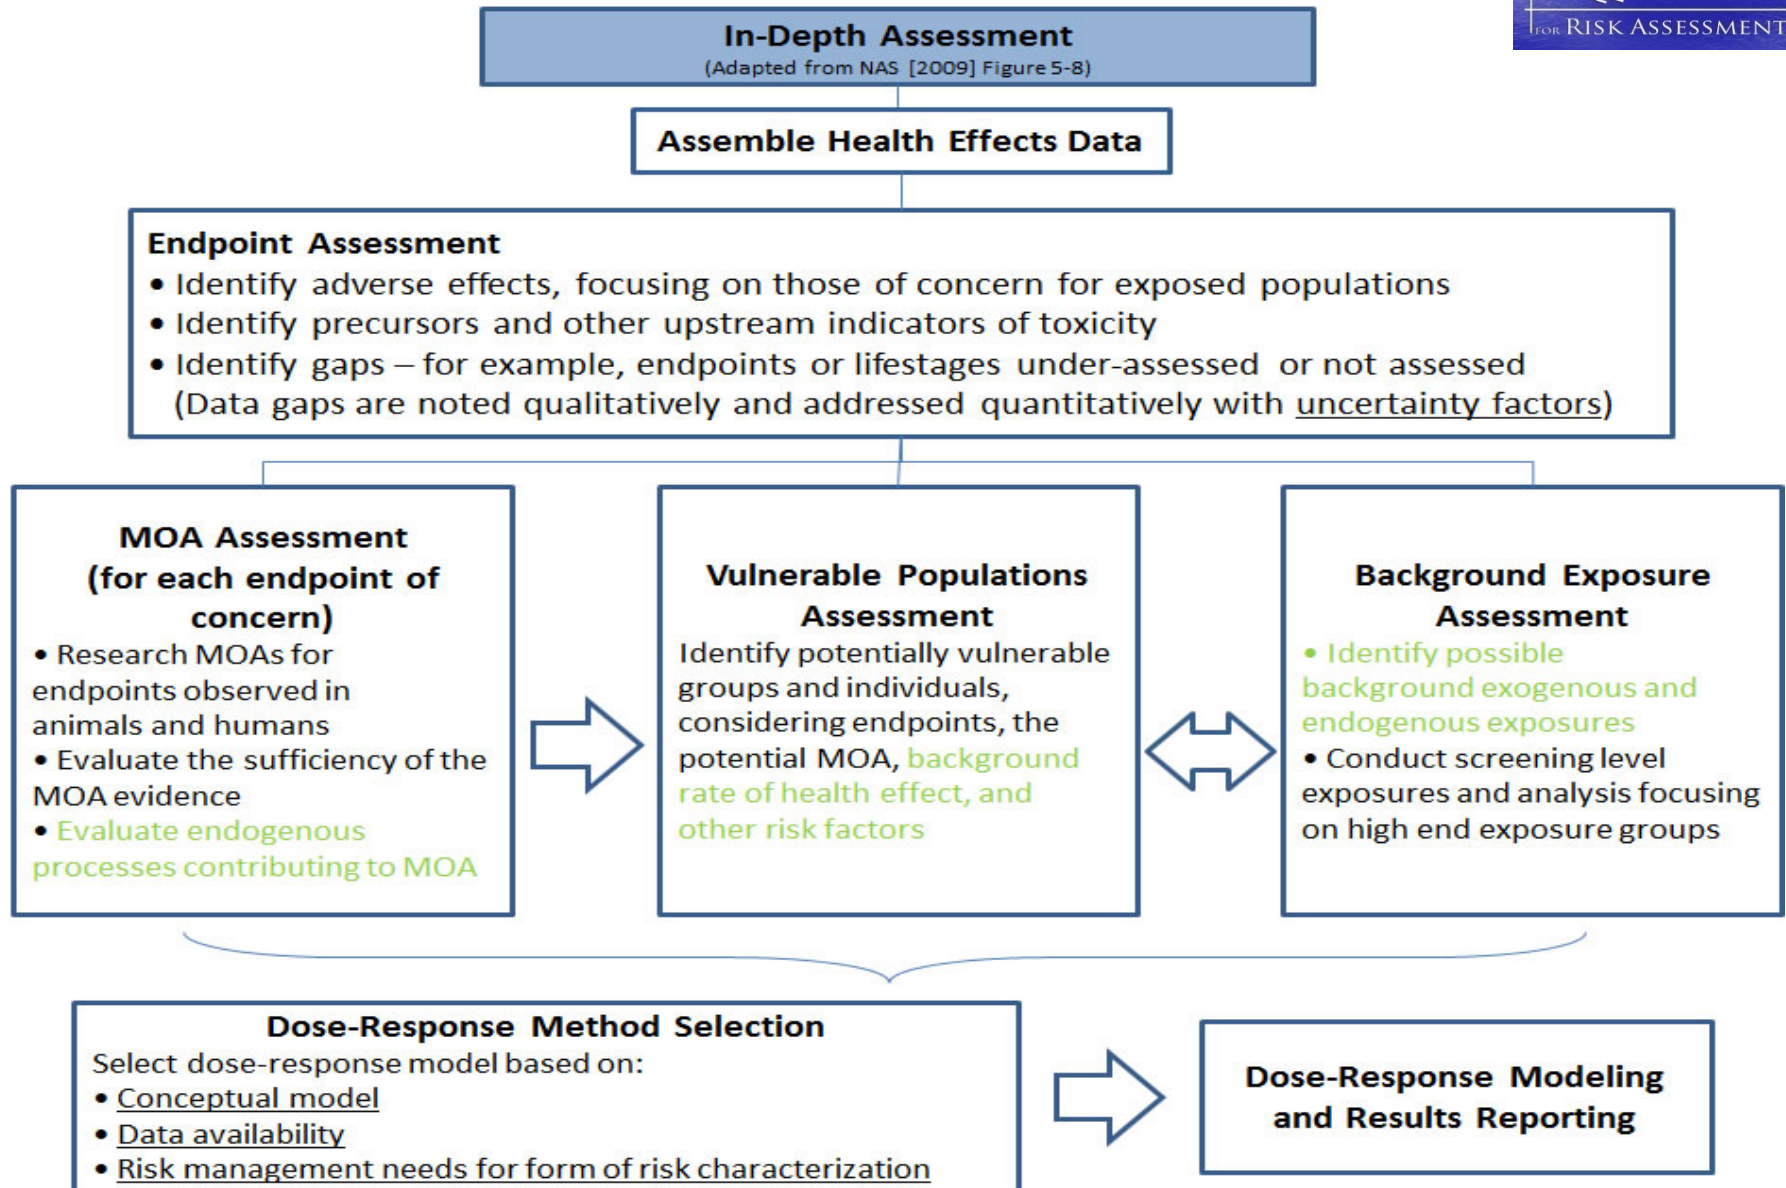 FOR RISK ASSESSMENT
In-Depth Assessment
(Adapted from NAS [2009] Figure 5-8)
Assemble Health Effects Data
Endpoint Assessment
• Identify adverse effects, focusing on those of concern for exposed populations
• Identify precursors and other upstream indicators of toxicity
• Identify gaps – for example, endpoints or lifestages under-assessed or not assessed
(Data gaps are noted qualitatively and addressed quantitatively with uncertainty factors)
MOA Assessment
(for each endpoint of
concern)
• Research MOAs for
endpoints observed in
animals and humans
• Evaluate the sufficiency of the
MOA evidence
• Evaluate endogenous
processes contributing to MOA
Vulnerable Populations
Assessment
Identify potentially vulnerable
groups and individuals,
considering endpoints, the
potential MOA, background
rate of health effect, and
other risk factors
Background Exposure
Assessment
• Identify possible
background exogenous and
endogenous exposures
• Conduct screening level
exposures and analysis focusing
on high end exposure groups
Dose-Response Method Selection
Select dose-response model based on:
• Conceptual model
• Data availability
• Risk management needs for form of risk characterization
Dose-Response Modeling
and Results Reporting